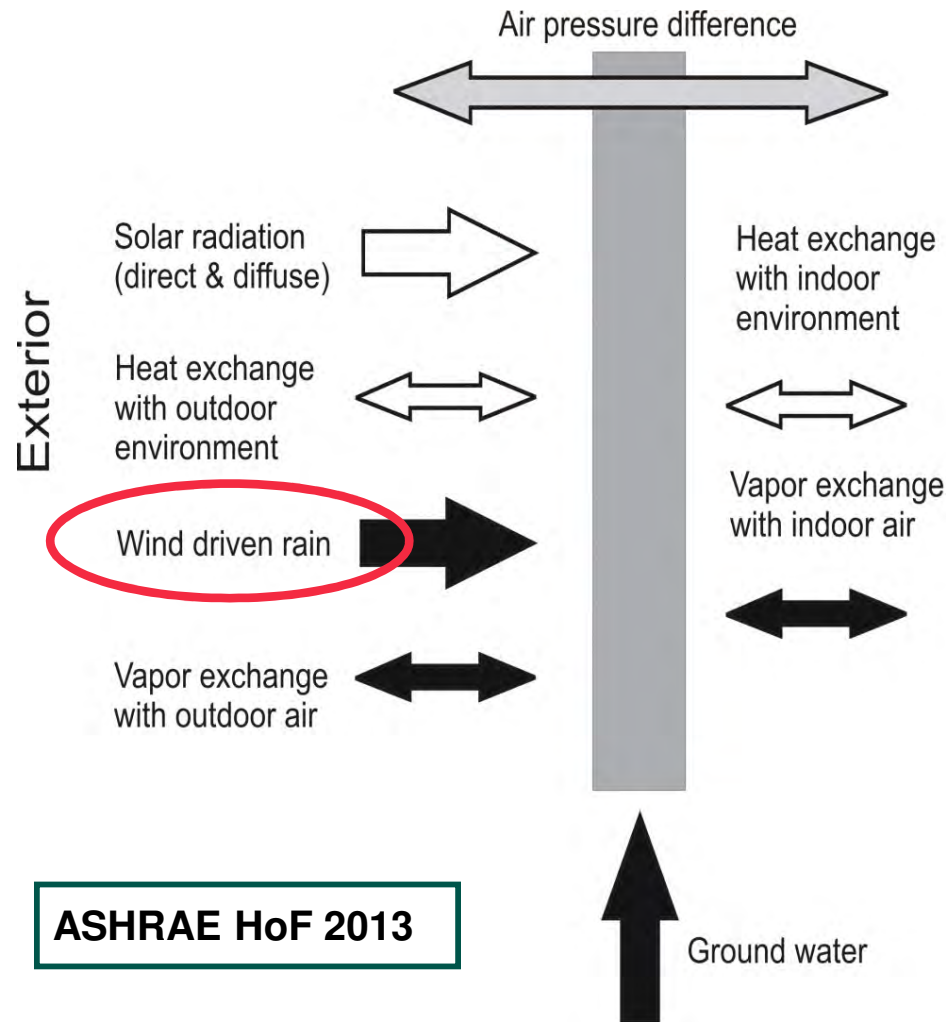 Air pressure difference
Solar radiation
(direct & diffuse)
Heat exchange
with indoor
environment
Exterior
Heat exchange
with outdoor
environment
Vapor exchange
with indoor air
Wind driven rain
Vapor exchange
with outdoor air
ASHRAE HoF 2013
Ground water